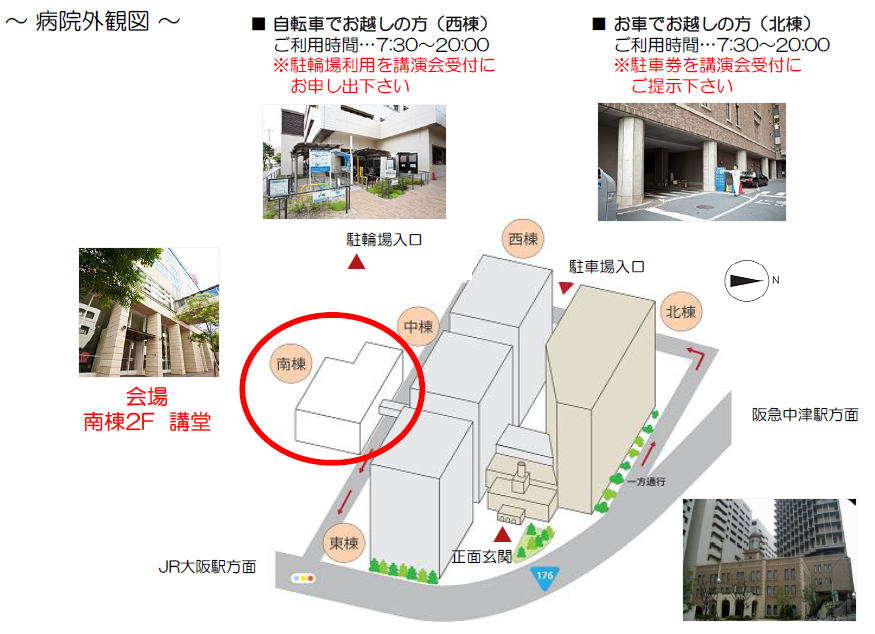 ～ 病院外観図 ～
■ 自転車でお越しの方（西棟）
ご利用時間…7:30～20:00
※駐輪場利用を講演会受付に
お申し出下さい
■ お車でお越しの方（北棟）
ご利用時間…7:30～20:00
※駐車券を講演会受付に
ご提示下さい
駐輪場入口
西棟
駐車場入口
N
北棟
中棟
南棟
会場
南棟2F 講堂
阪急中津駅方面
一方通行
東棟
正面玄関
JR大阪駅方面
176